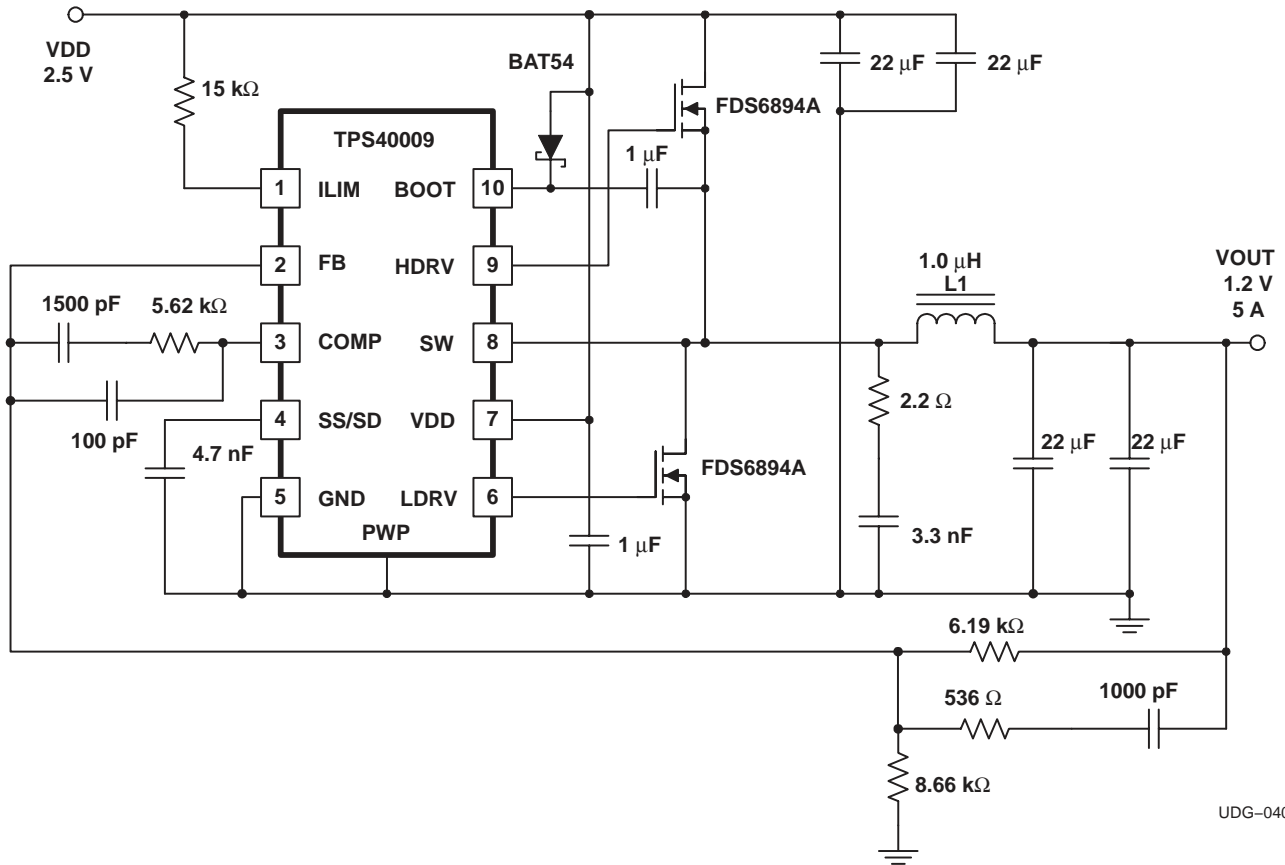 VDD
2.5 V
15 kΩ
BAT54
22 μF
22 μF
FDS6894A
TPS40009
1 μF
1
ILIM
BOOT
10
2
FB
HDRV
9
1.0 μH
L1
VOUT
1.2 V
5 A
1500 pF
5.62 kΩ
3
COMP
SW
8
2.2 Ω
100 pF
4
SS/SD
VDD
7
4.7 nF
22 μF
22 μF
FDS6894A
5
GND
LDRV
6
PWP
1 μF
3.3 nF
6.19 kΩ
536 Ω
1000 pF
8.66 kΩ
UDG–040